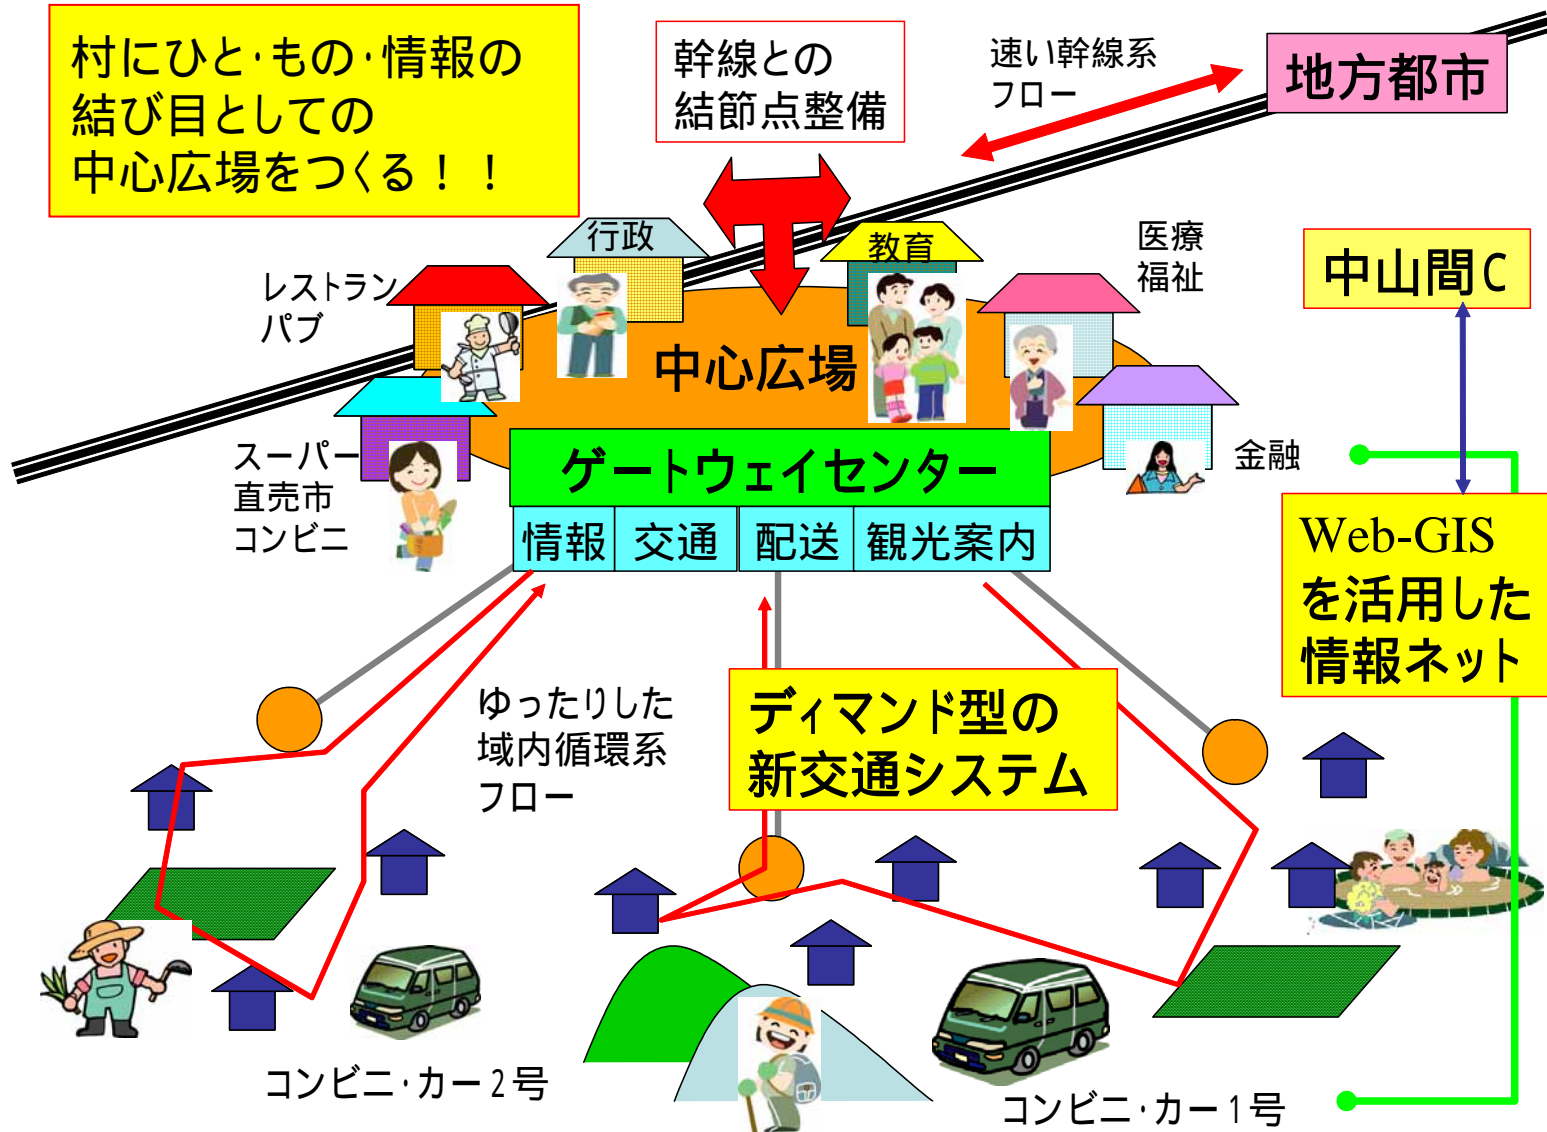 村にひと・もの・情報の
結び目としての
中心広場をつくる！！
幹線との
結節点整備
速い幹線系
フロー
地方都市
行政
教育
医療
福祉
中山間C
レストラン
パブ
中心広場
スーパー
直売市
コンビニ
金融
ゲートウェイセンター
情報 交通 配送 観光案内
Web-GIS
を活用した
情報ネット
ゆったりした
域内循環系
フロー
ディマンド型の
新交通システム
コンビニ・カー2号
コンビニ・カー1号